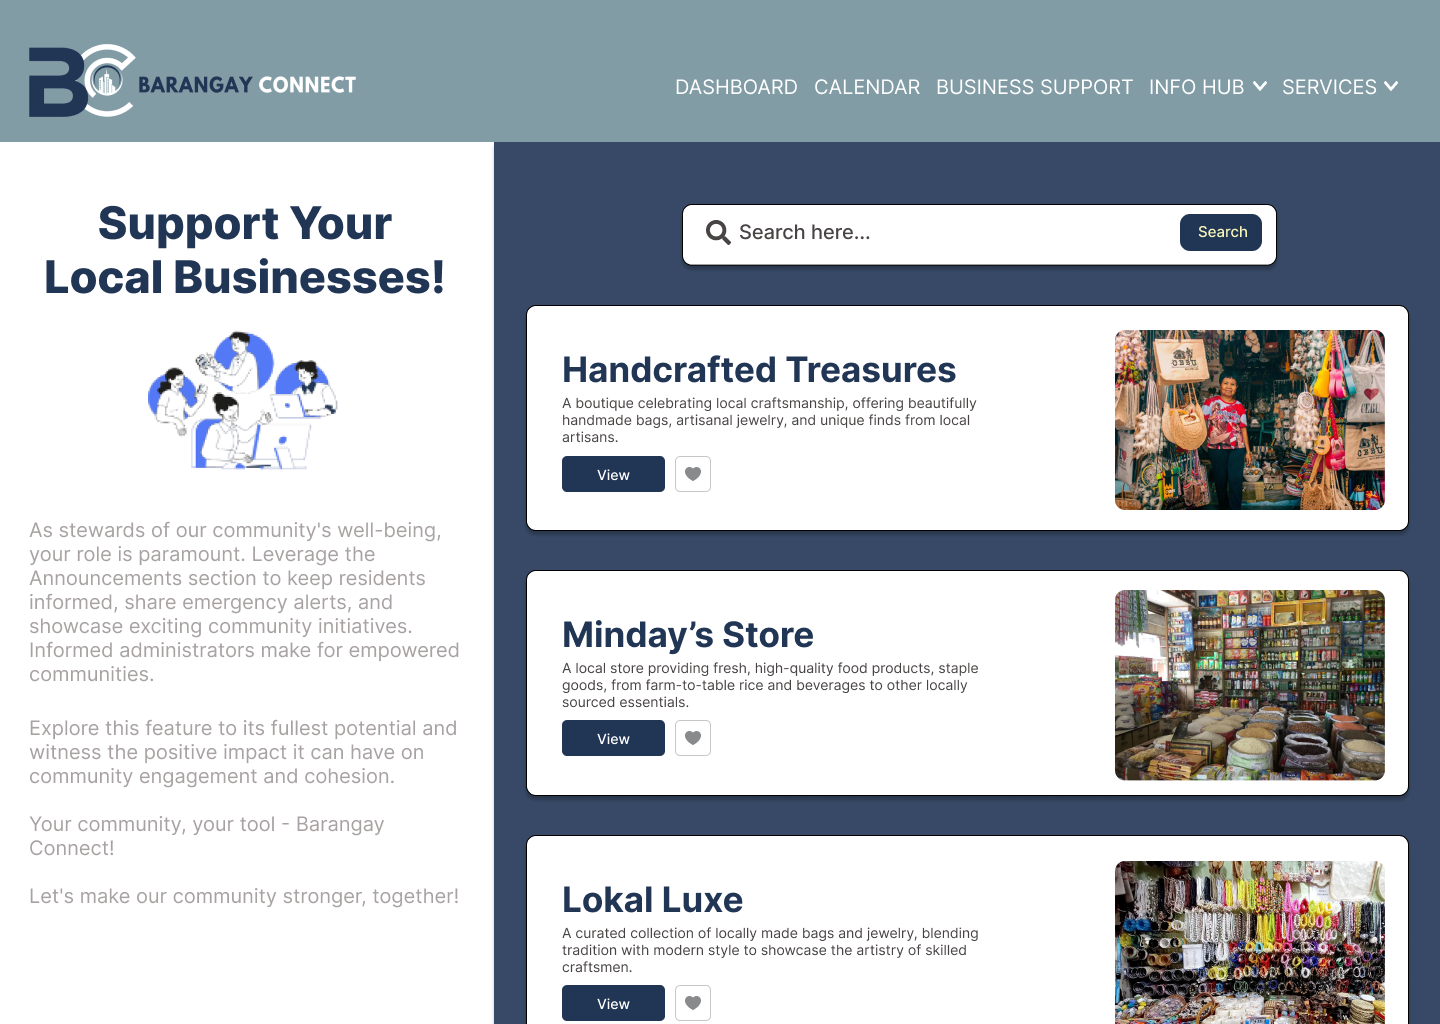 BC BARANGAY CONNECT
DASHBOARD CALENDAR BUSINESS SUPPORT INFO HUB SERVICES
Support Your
Local Businesses!
As stewards of our community's well-being,
your role is paramount. Leverage the
Announcements section to keep residents
informed, share emergency alerts, and
showcase exciting community initiatives.
Informed administrators make for empowered
communities.
Explore this feature to its fullest potential and
witness the positive impact it can have on
community engagement and cohesion.
Your community, your tool - Barangay
Connect!
Let's make our community stronger, together!
Search here...
Search
Handcrafted Treasures
A boutique celebrating local craftsmanship, offering beautifully
handmade bags, artisanal jewelry, and unique finds from local
artisans.
View
CEBU
CEBU
CEBU
Minday’s Store
A local store providing fresh, high-quality food products, staple
goods, from farm-to-table rice and beverages to other locally
sourced essentials.
View
Lokal Luxe
A curated collection of locally made bags and jewelry, blending
tradition with modern style to showcase the artistry of skilled
craftsmen.
View